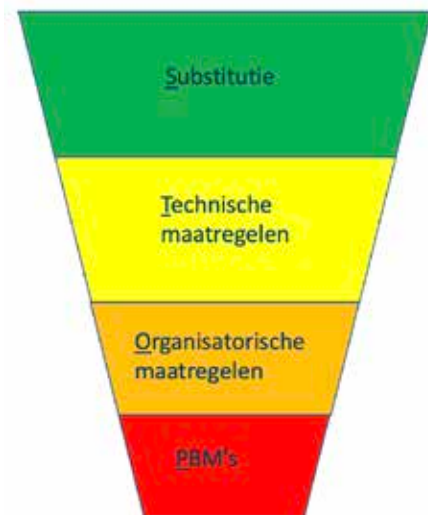 Substitutie
Technische
maatregelen
Organisatorische
maatregelen
PBM's